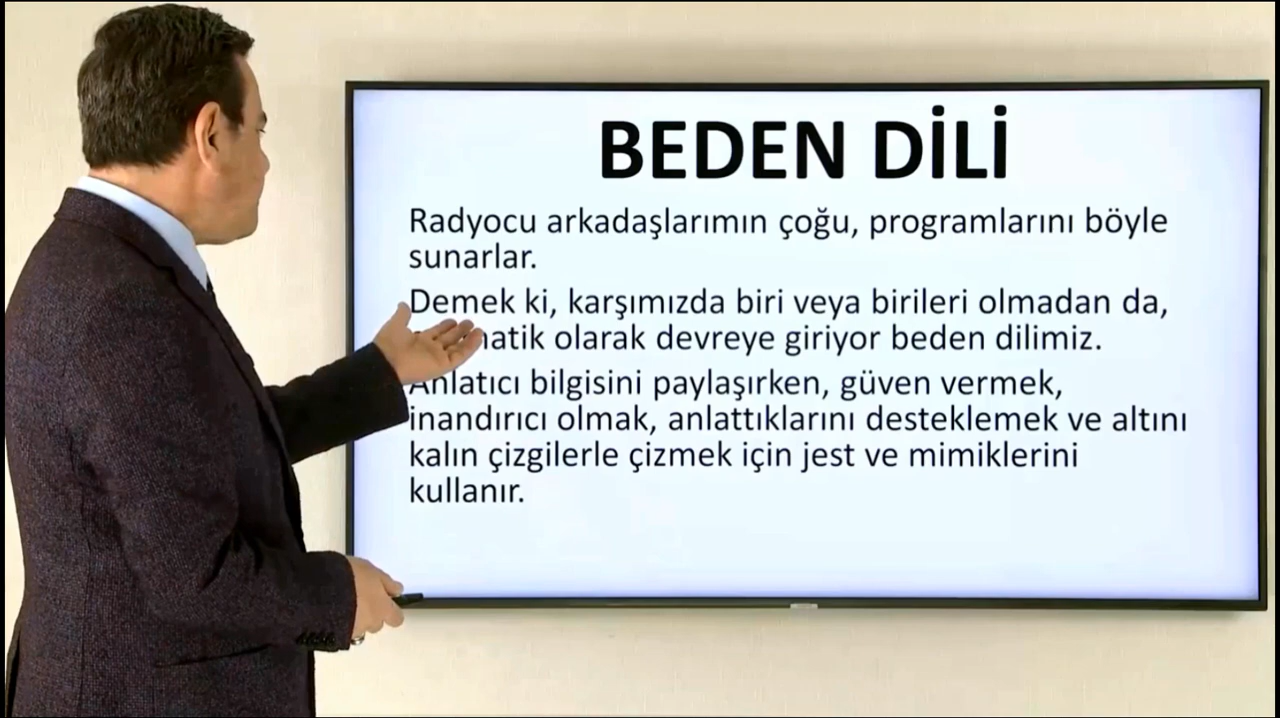 BEDEN DİLİ
Radyocu arkadaşlarımın çoğu, programlarını böyle
sunarlar.
Demek ki, karşımızda biri veya birileri olmadan da,
olarak devreye giriyor beden dilimiz.
Anlatıcı bilgisini paylaşırken, güven vermek,
inandırıcı olmak, anlattıklarını desteklemek ve altını
kalın çizgilerle çizmek için jest ve mimiklerini
kullanır.